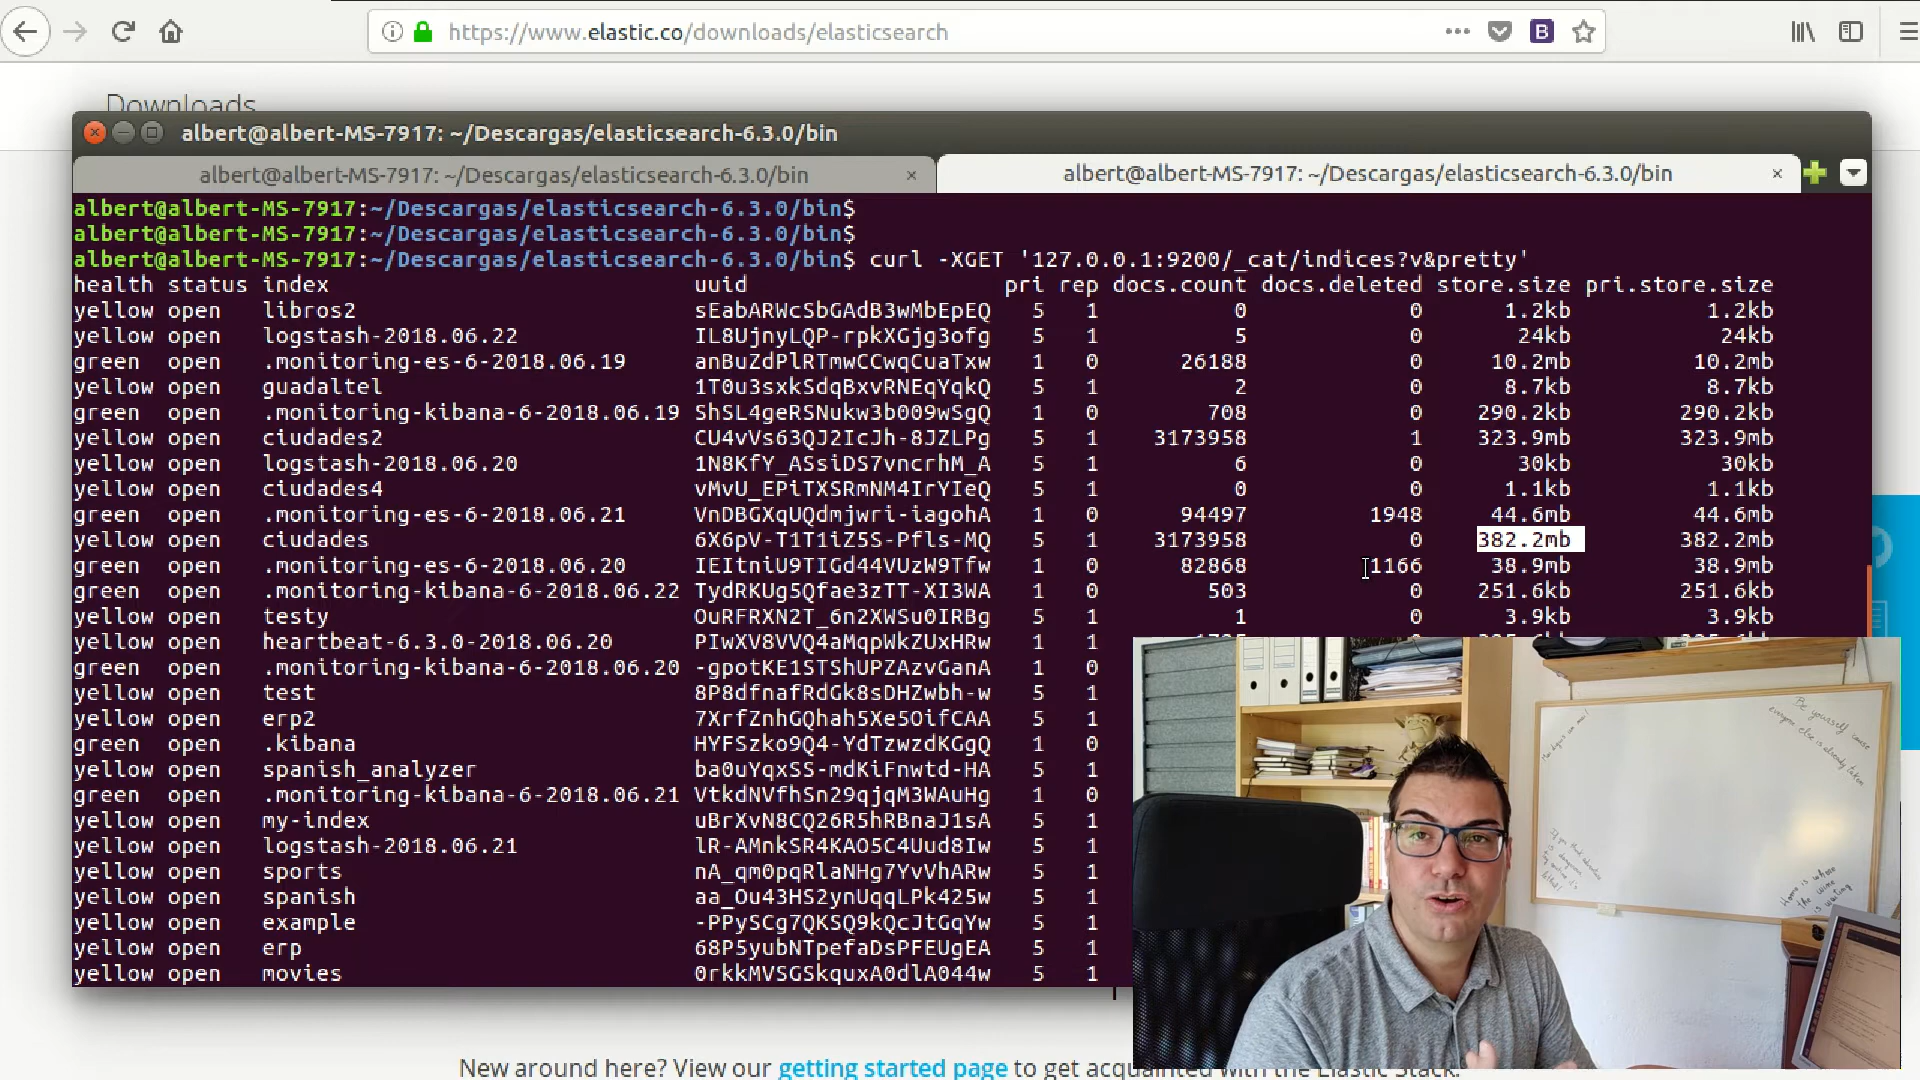 https://www.elastic.co/downloads/elasticsearch
Downloads
albert@albert-MS-7917: ~/Descargas/elasticsearch-6.3.0/bin
albert@albert-MS-7917: ~/Descargas/elasticsearch-6.3.0/bin × albert@albert-MS-7917: ~/Descargas/elasticsearch-6.3.0/bin ×
albert@albert-MS-7917:~/Descargas/elasticsearch-6.3.0/bin$
albert@albert-MS-7917:~/Descargas/elasticsearch-6.3.0/bin$
albert@albert-MS-7917:~/Descargas/elasticsearch-6.3.0/bin$ curl -XGET '127.0.0.1:9200/_cat/indices?v&pretty'
health status index uuid pri rep docs.count docs.deleted store.size pri.store.size
yellow open libros2 sEabARWcSbGAdB3wMbEpEQ 5 1 0 0 1.2kb 1.2kb
yellow open logstash-2018.06.22 IL8UjnyLQP-rpkXGjg3ofg 5 1 5 0 24kb 24kb
green open .monitoring-es-6-2018.06.19 anBuZdPlRTmwCCwqCuaTxw 1 0 26188 0 10.2mb 10.2mb
yellow open guadaltel 1T0u3sxkSdqBxvRNEqYqkQ 5 1 2 0 8.7kb 8.7kb
green open .monitoring-kibana-6-2018.06.19 ShSL4geRSNukw3b009wSgQ 1 0 708 0 290.2kb 290.2kb
yellow open ciudades2 CU4vVs63QJ2IcJh-8JZLPg 5 1 3173958 1 323.9mb 323.9mb
yellow open logstash-2018.06.20 1N8KfY_ASsiDS7vncrhM_A 5 1 6 0 30kb 30kb
yellow open ciudades4 vMvU_EPiTXSRmNM4IrYIeQ 5 1 0 0 1.1kb 1.1kb
green open .monitoring-es-6-2018.06.21 VnDBGXqUQdmjwri-iagohA 1 0 94497 1948 44.6mb 44.6mb
yellow open ciudades 6X6pV-T1T1iZ5S-Pfls-MQ 5 1 3173958 0 382.2mb 382.2mb
green open .monitoring-es-6-2018.06.20 IEItniU9TIGd44VUzW9Tfw 1 0 82868 1166 38.9mb 38.9mb
green open .monitoring-kibana-6-2018.06.22 TydRKUg5Qfae3zTT-XI3WA 1 0 503 0 251.6kb 251.6kb
yellow open testy OuRFRXN2T_6n2XWSu0IRBg 5 1 1 0 3.9kb 3.9kb
yellow open heartbeat-6.3.0-2018.06.20 PIwXV8VVQ4aMqpWkZUxHRw 1 1
green open .monitoring-kibana-6-2018.06.20 -gpotKE1STShUPZAzvGanA 1 0
yellow open test 8P8dfnafRdGk8sDHZwbh-w 5 1
yellow open erp2 7XrfZnhGQhah5Xe5OifCAA 5 1
green open .kibana HYFSzko9Q4-YdTzwzdKGgQ 1 0
yellow open spanish_analyzer ba0uYqxSS-mdKiFnwtd-HA 5 1
green open .monitoring-kibana-6-2018.06.21 VtkdNVfhSn29qjqM3WAuHg 1 0
yellow open my-index uBrXvN8CQ26R5hRBnaJ1sA 5 1
yellow open logstash-2018.06.21 lR-AMnkSR4KAO5C4Uud8Iw 5 1
yellow open sports nA_qm0pqRlaNHg7YvVhARw 5 1
yellow open spanish aa_Ou43HS2ynUqqLPk425w 5 1
yellow open example -PPySCg7QKSQ9kQcJtGqYw 5 1
yellow open erp 68P5yubNTpefaDsPFEUgEA 5 1
yellow open movies 0rkkMVSGSkquxA0dlA044w 5 1
Be yourself cause
everyone else is already
taken
Home is where
the wine
is waiting
New around here? View our getting started page to get acquainted with the Elastic Stack.